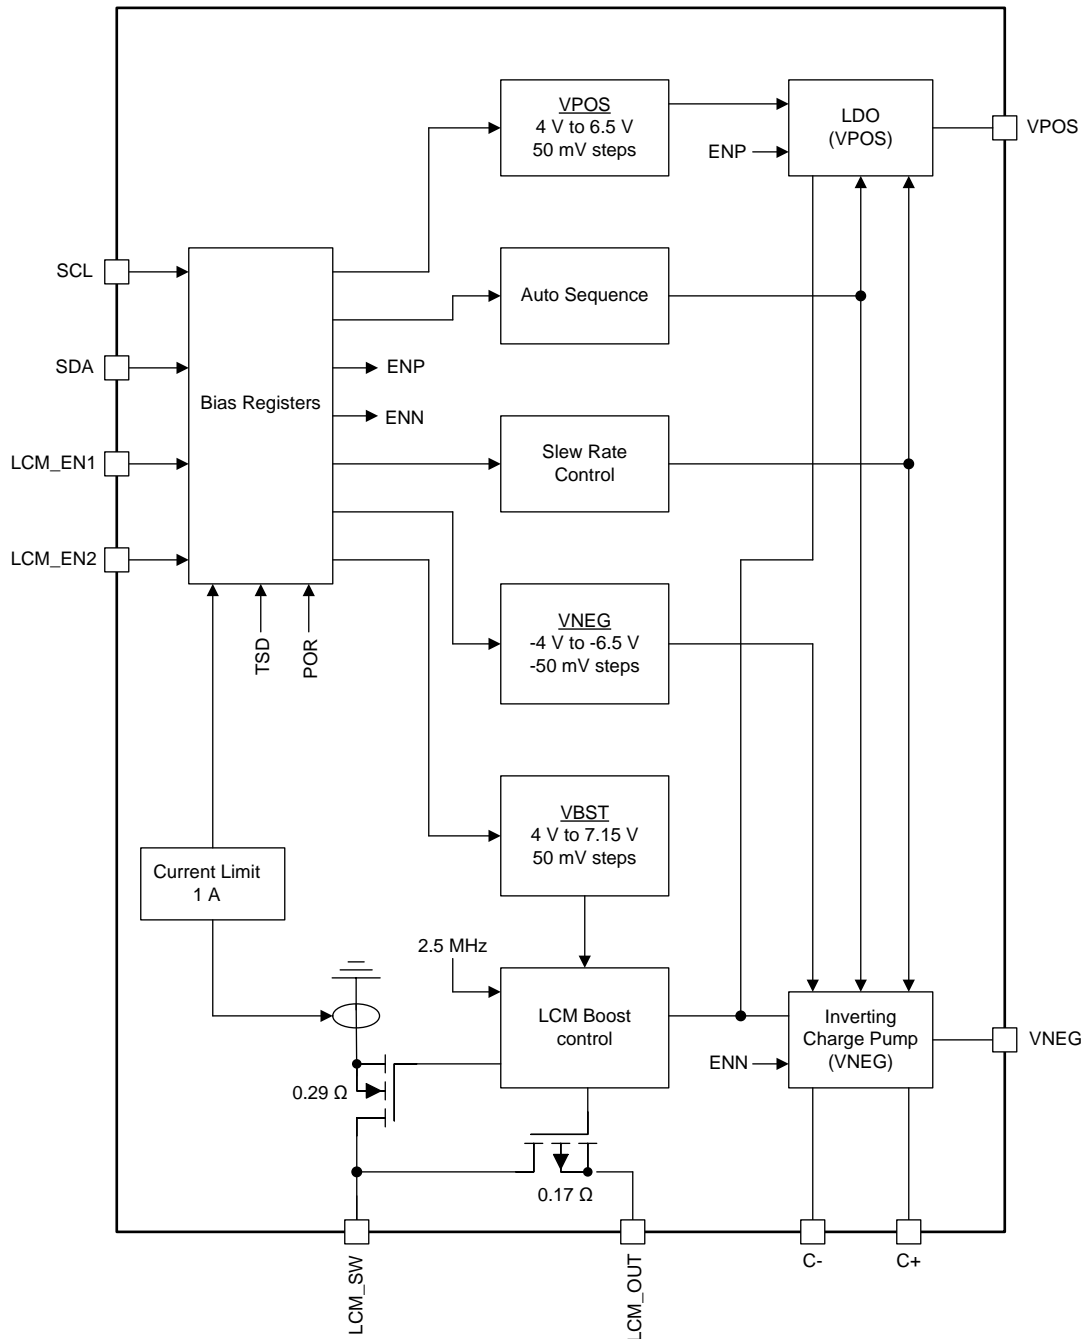 VPOS
4 V to 6.5 V
50 mV steps
LDO
(VPOS)
VPOS
ENP
SCL
Auto Sequence
SDA
ENP
Bias Registers
ENN
LCM_EN1
Slew Rate
Control
LCM_EN2
TSD
POR
VNEG
-4 V to -6.5 V
-50 mV steps
VBST
4 V to 7.15 V
50 mV steps
Current Limit
1 A
2.5 MHz
LCM Boost
control
Inverting
Charge Pump
(VNEG)
VNEG
ENN
0.29 Ω
0.17 Ω
LCM_SW
LCM_OUT
C-
C+